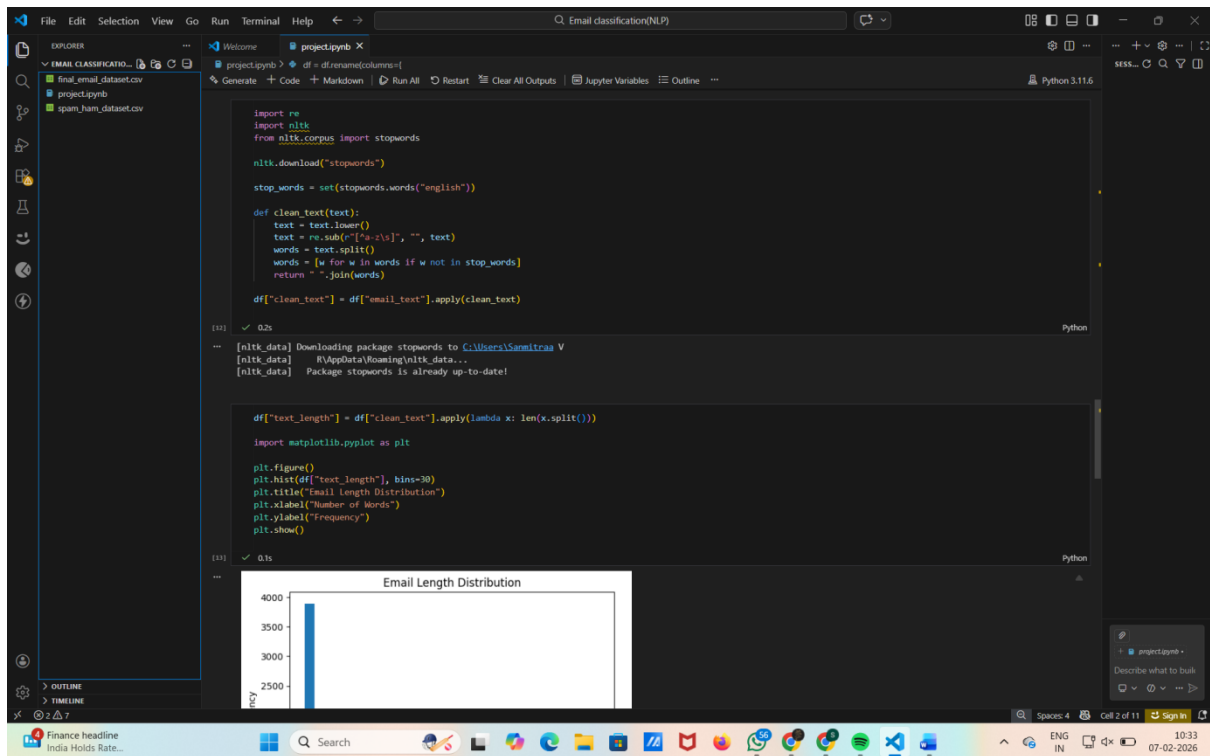 File Edit Selection View Go Run Terminal Help
Email classification(NLP)
EXPLORER
EMAIL CLASSIFICATIO...
final_email_dataset.csv
project.ipynb
spam_ham_dataset.csv
Welcome
project.ipynb
project.ipynb > df = df.rename(columns={
Generate + Code + Markdown Run All Restart Clear All Outputs Jupyter Variables Outline ...
Python 3.11.6
SESS...
import re
import nltk
from nltk.corpus import stopwords
nltk.download("stopwords")
stop_words = set(stopwords.words("english"))
def clean_text(text):
text = text.lower()
text = re.sub(r"[^a-z\s]", "", text)
words = text.split()
words = [w for w in words if w not in stop_words]
return " ".join(words)
df["clean_text"] = df["email_text"].apply(clean_text)
[12] 0.2s Python
... [nltk_data] Downloading package stopwords to C:\Users\Sanmitraa V
[nltk_data] R\AppData\Roaming\nltk_data...
[nltk_data] Package stopwords is already up-to-date!
df["text_length"] = df["clean_text"].apply(lambda x: len(x.split()))
import matplotlib.pyplot as plt
plt.figure()
plt.hist(df["text_length"], bins=30)
plt.title("Email Length Distribution")
plt.xlabel("Number of Words")
plt.ylabel("Frequency")
plt.show()
[13] 0.1s Python
...
Email Length Distribution
4000
3500
3000
2500
ncy
project.ipynb
Describe what to buil
OUTLINE
TIMELINE
2 7
Spaces: 4 Cell 2 of 11 Sign In
4
Finance headline
India Holds Rate...
Search
56
ENG
IN
10:33
07-02-2026